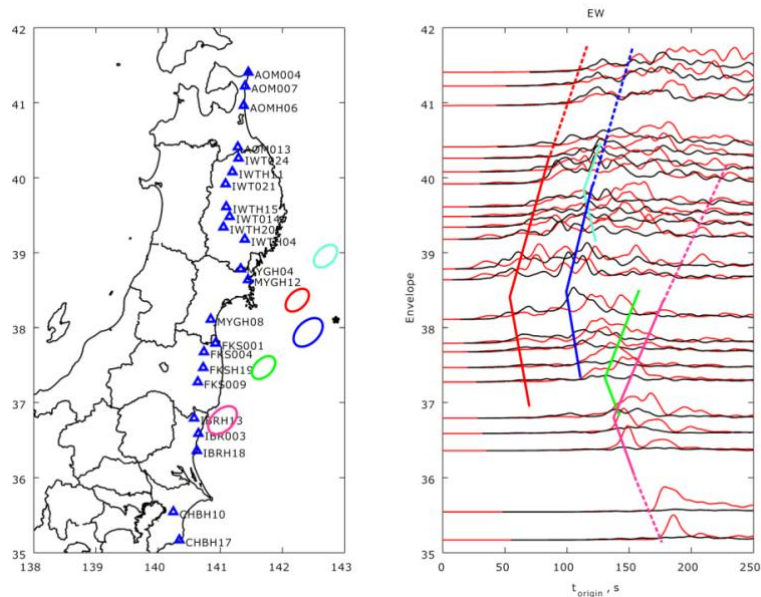 EW
42
41
40
39
38
37
36
35
138
139
140
141
142
143
AOM004
AOM007
AOMH06
AOM013
IWT024
IWTH11
IWT021
IWTH15
IWT014
IWTH20
IWTH04
MYGH04
MYGH12
MYGH08
FKS001
FKS004
FKSH19
FKS009
IBRH13
IBR003
IBRH18
CHBH10
CHBH17
Envelope
42
41
40
39
38
37
36
35
0
50
100
150
200
250
t origin , s